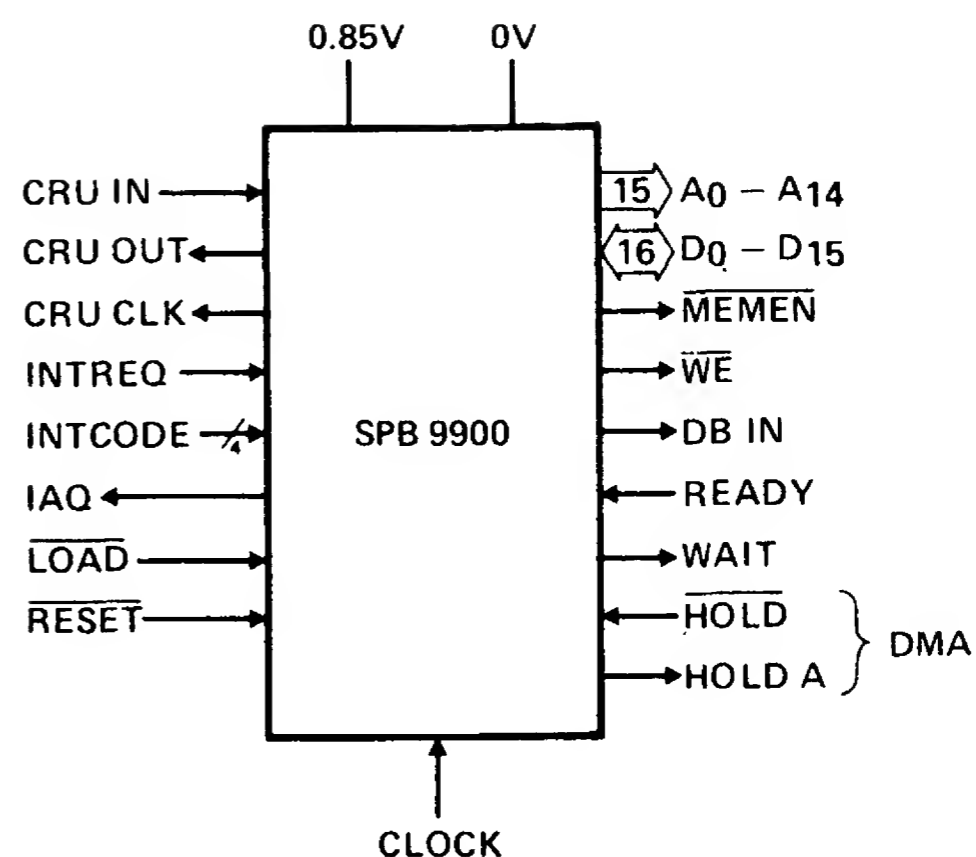 0.85V 0V
CRU IN
CRU OUT
CRU CLK
INTREQ
INTCODE 4
IAQ
LOAD
RESET
SPB 9900
15 A0 – A14
16 D0 – D15
MEMEN
WE
DB IN
READY
WAIT
HOLD
HOLD A
DMA
CLOCK